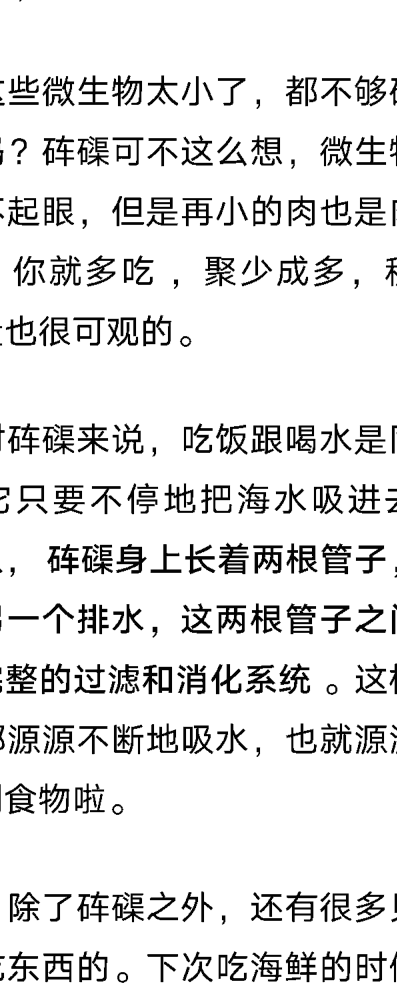 些微生物太小了，都不够
？砗磲可不这么想，微生
起眼，但是再小的肉也是
你就多吃，聚少成多，
也很可观的。
砗磲来说，吃饭跟喝水是
只要不停地把海水吸进
，砗磲身上长着两根管子，
一个排水，这两根管子之
整的过滤和消化系统。这
源源不断地吸水，也就源
食物啦。
除了砗磲之外，还有很多
东西的。下次吃海鲜的时